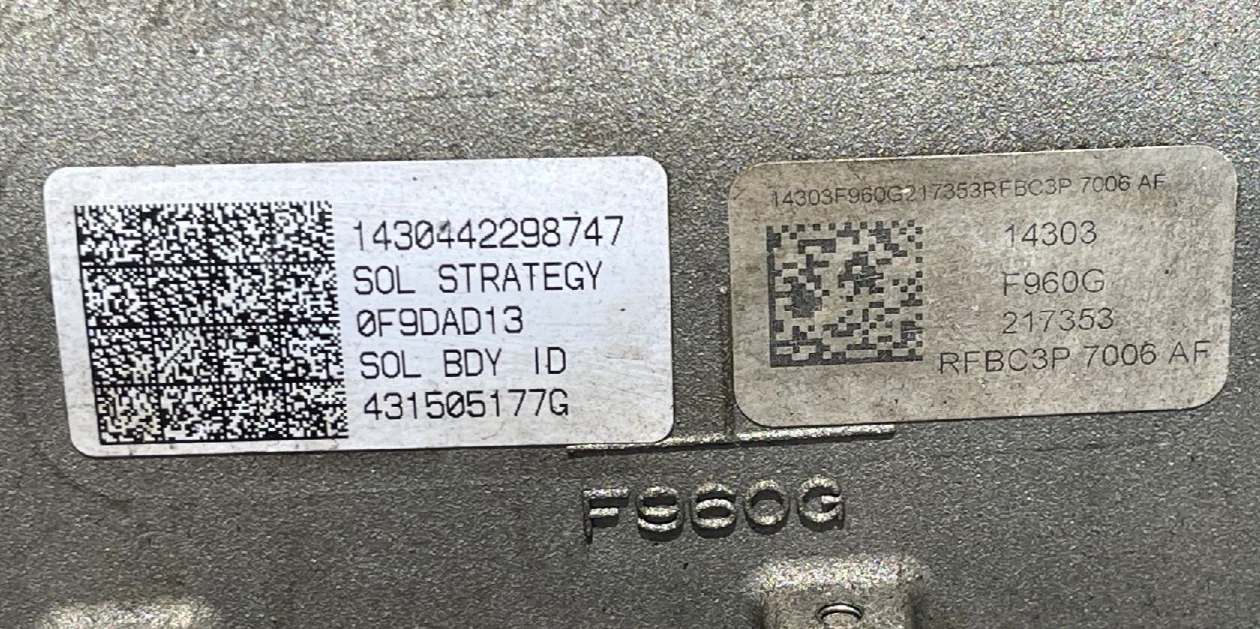 1430442298747
SOL STRATEGY
0F9DAD13
SOL BDY ID
431505177G
14303F960G217353RFBC3P 7006 AF
14303
F960G
217353
RFBC3P 7006 AF
F960G